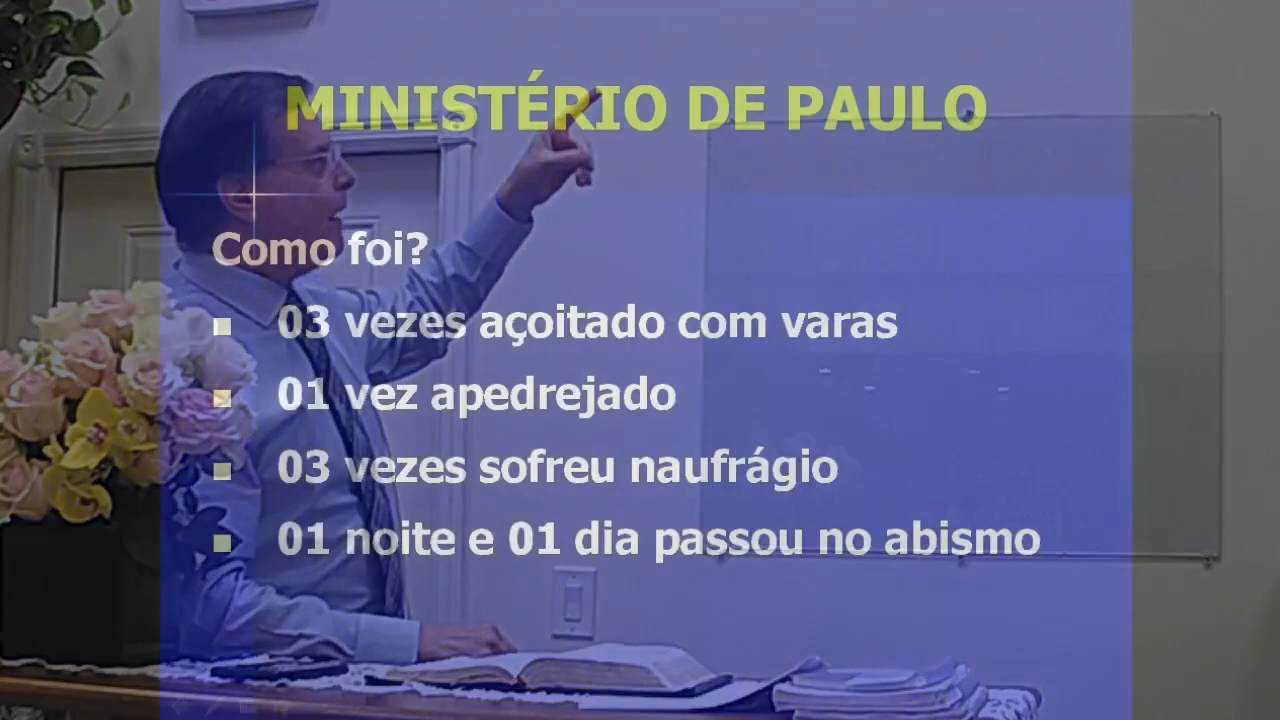 MINISTÉRIO DE PAULO
Como foi?
03 vezes açoitado com varas
01 vez apedrejado
03 vezes sofreu naufrágio
01 noite e 01 dia passou no abismo